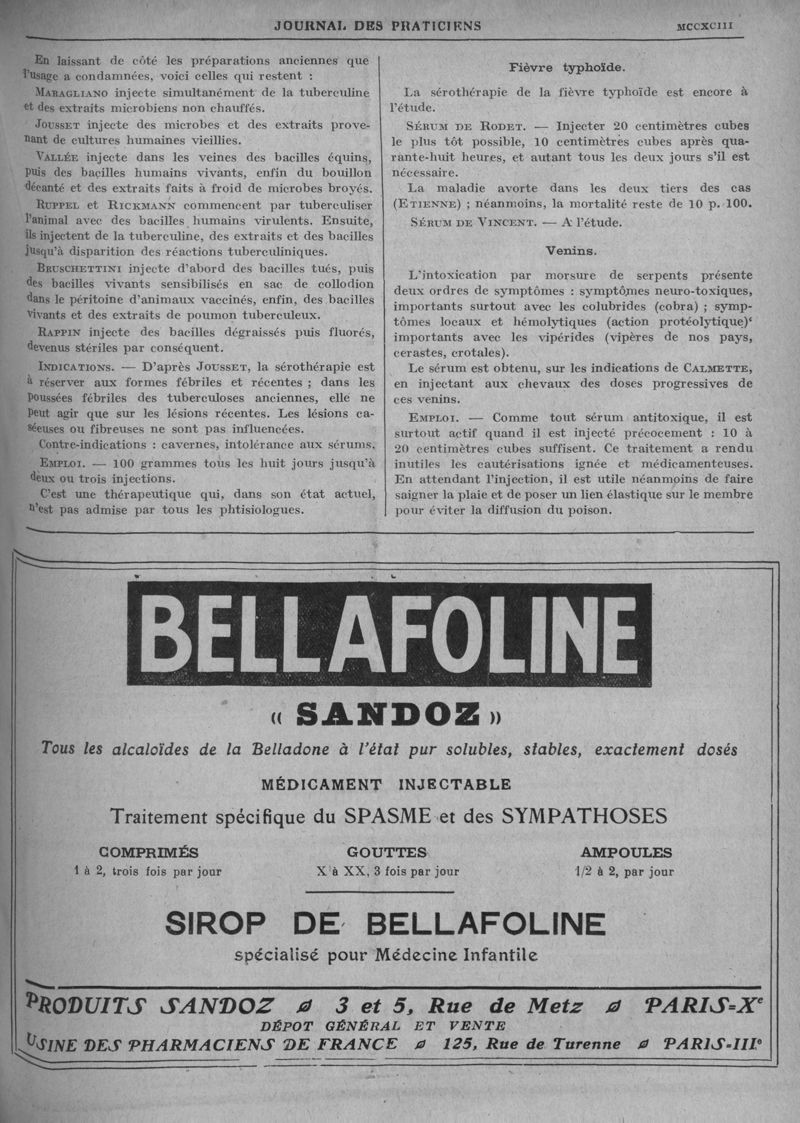 JOURNAL DES PRATICIENS
MCCXCIII
En laissant de côté les préparations anciennes que
l'usage a condamnées, voici celles qui restent :
MARAGLIANO injecte simultanément de la tuberculine
et des extraits microbiens non chauffés.
JOUSSET injecte des microbes et des extraits prove-
nant de cultures humaines vieillies.
VALLÉE injecte dans les veines des bacilles équins,
puis des bacilles humains vivants, enfin du bouillon
décanté et des extraits faits à froid de microbes broyés.
RUPPEL et RICKMANN commencent par tuberculiser
l'animal avec des bacilles humains virulents. Ensuite,
ils injectent de la tuberculine, des extraits et des bacilles
jusqu'à disparition des réactions tuberculiniques.
BRUSCHETTINI injecte d'abord des bacilles tués, puis
des bacilles vivants sensibilisés en sac de collodion
dans le péritoine d'animaux vaccinés, enfin, des bacilles
vivants et des extraits de poumon tuberculeux.
RAPPIN injecte des bacilles dégraissés puis fluorés,
devenus stériles par conséquent.
INDICATIONS. — D'après JOUSSET, la sérothérapie est
à réserver aux formes fébriles et récentes ; dans les
poussées fébriles des tuberculoses anciennes, elle ne
peut agir que sur les lésions récentes. Les lésions ca-
séeuses ou fibreuses ne sont pas influencées.
Contre-indications : cavernes, intolérance aux sérums.
EMPLOI. — 100 grammes tous les huit jours jusqu'à
deux ou trois injections.
C'est une thérapeutique qui, dans son état actuel,
n'est pas admise par tous les phtisiologues.
Fièvre typhoïde.
La sérothérapie de la fièvre typhoïde est encore à
l'étude.
SÉRUM DE RODET. — Injecter 20 centimètres cubes
le plus tôt possible, 10 centimètres cubes après qua-
rante-huit heures, et autant tous les deux jours s'il est
nécessaire.
La maladie avorte dans les deux tiers des cas
(ETIENNE) ; néanmoins, la mortalité reste de 10 p. 100.
SÉRUM DE VINCENT. — A l'étude.
Venins.
L'intoxication par morsure de serpents présente
deux ordres de symptômes : symptômes neuro-toxiques,
importants surtout avec les colubrides (cobra) ; symp-
tômes locaux et hémolytiques (action protéolytique)
importants avec les vipérides (vipères de nos pays,
cerastes, crotales).
Le sérum est obtenu, sur les indications de CALMETTE,
en injectant aux chevaux des doses progressives de
ces venins.
EMPLOI. — Comme tout sérum antitoxique, il est
surtout actif quand il est injecté précocement : 10 à
20 centimètres cubes suffisent. Ce traitement a rendu
inutiles les cautérisations ignée et médicamenteuses.
En attendant l'injection, il est utile néanmoins de faire
saigner la plaie et de poser un lien élastique sur le membre
pour éviter la diffusion du poison.
BELLAFOLINE
« SANDOZ »
Tous les alcaloïdes de la Belladone à l'état pur solubles, stables, exactement dosés
MÉDICAMENT INJECTABLE
Traitement spécifique du SPASME et des SYMPATHOSES
COMPRIMÉS
1 à 2, trois fois par jour
GOUTTES
X à XX, 3 fois par jour
AMPOULES
1/2 à 2, par jour
SIROP DE BELLAFOLINE
spécialisé pour Médecine Infantile
PRODUITS SANDOZ 3 et 5, Rue de Metz PARIS=Xe
DÉPOT GÉNÉRAL ET VENTE
USINE DES PHARMACIENS DE FRANCE 125, Rue de Turenne PARIS-IIIe